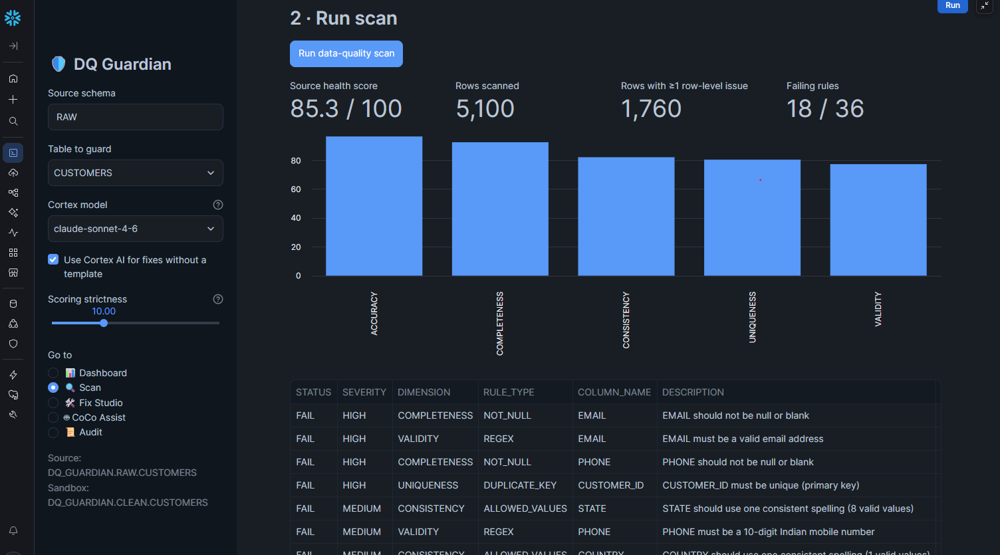 DQ Guardian
Source schema
RAW
Table to guard
CUSTOMERS
Cortex model
claude-sonnet-4-6
Use Cortex AI for fixes without a
template
Scoring strictness
10.00
Go to
Dashboard
Scan
Fix Studio
CoCo Assist
Audit
Source:
DQ_GUARDIAN.RAW.CUSTOMERS
Sandbox:
DQ_GUARDIAN.CLEAN.CUSTOMERS
Run
2 · Run scan
Run data-quality scan
Source health score
85.3 / 100
Rows scanned
5,100
Rows with ≥1 row-level issue
1,760
Failing rules
18 / 36
80
60
40
20
0
ACCURACY
COMPLETENESS
CONSISTENCY
UNIQUENESS
VALIDITY
STATUS SEVERITY DIMENSION RULE_TYPE COLUMN_NAME DESCRIPTION
FAIL HIGH COMPLETENESS NOT_NULL EMAIL EMAIL should not be null or blank
FAIL HIGH VALIDITY REGEX EMAIL EMAIL must be a valid email address
FAIL HIGH COMPLETENESS NOT_NULL PHONE PHONE should not be null or blank
FAIL HIGH UNIQUENESS DUPLICATE_KEY CUSTOMER_ID CUSTOMER_ID must be unique (primary key)
FAIL MEDIUM CONSISTENCY ALLOWED_VALUES STATE STATE should use one consistent spelling (8 valid values)
FAIL MEDIUM VALIDITY REGEX PHONE PHONE must be a 10-digit Indian mobile number
FAIL MEDIUM CONSISTENCY ALLOWED_VALUES COUNTRY COUNTRY should use one consistent spelling (1 valid values)